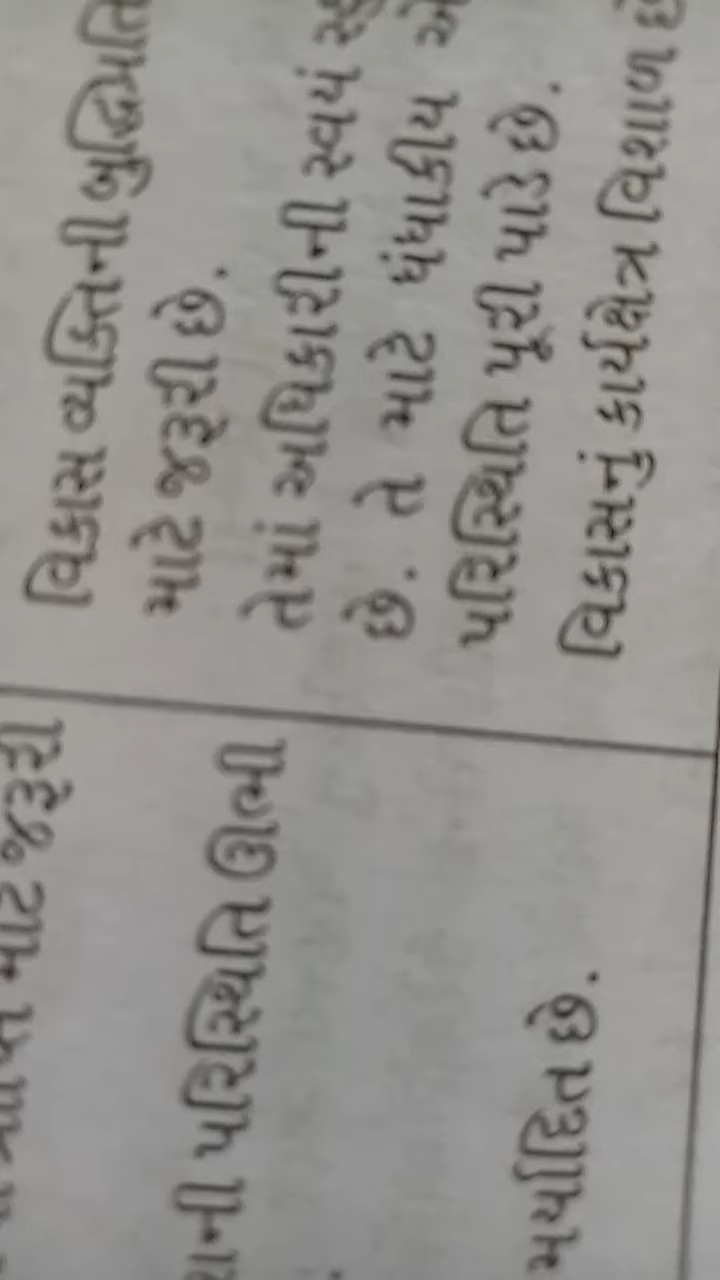 માટે જરૂરી
ની પરિસ્થિતિ ઊભી
મર્યાદિત છે.
વિકાસ વ્યક્તિની
માટે જરૂરી છે.
તેમાં અધિકારીની સ્વયં
છે. તે માટે ધંધાકીય
પરિસ્થિતિ પૂરી પાડે છે.
વિકાસનું કાર્યક્ષેત્ર વિશાળ